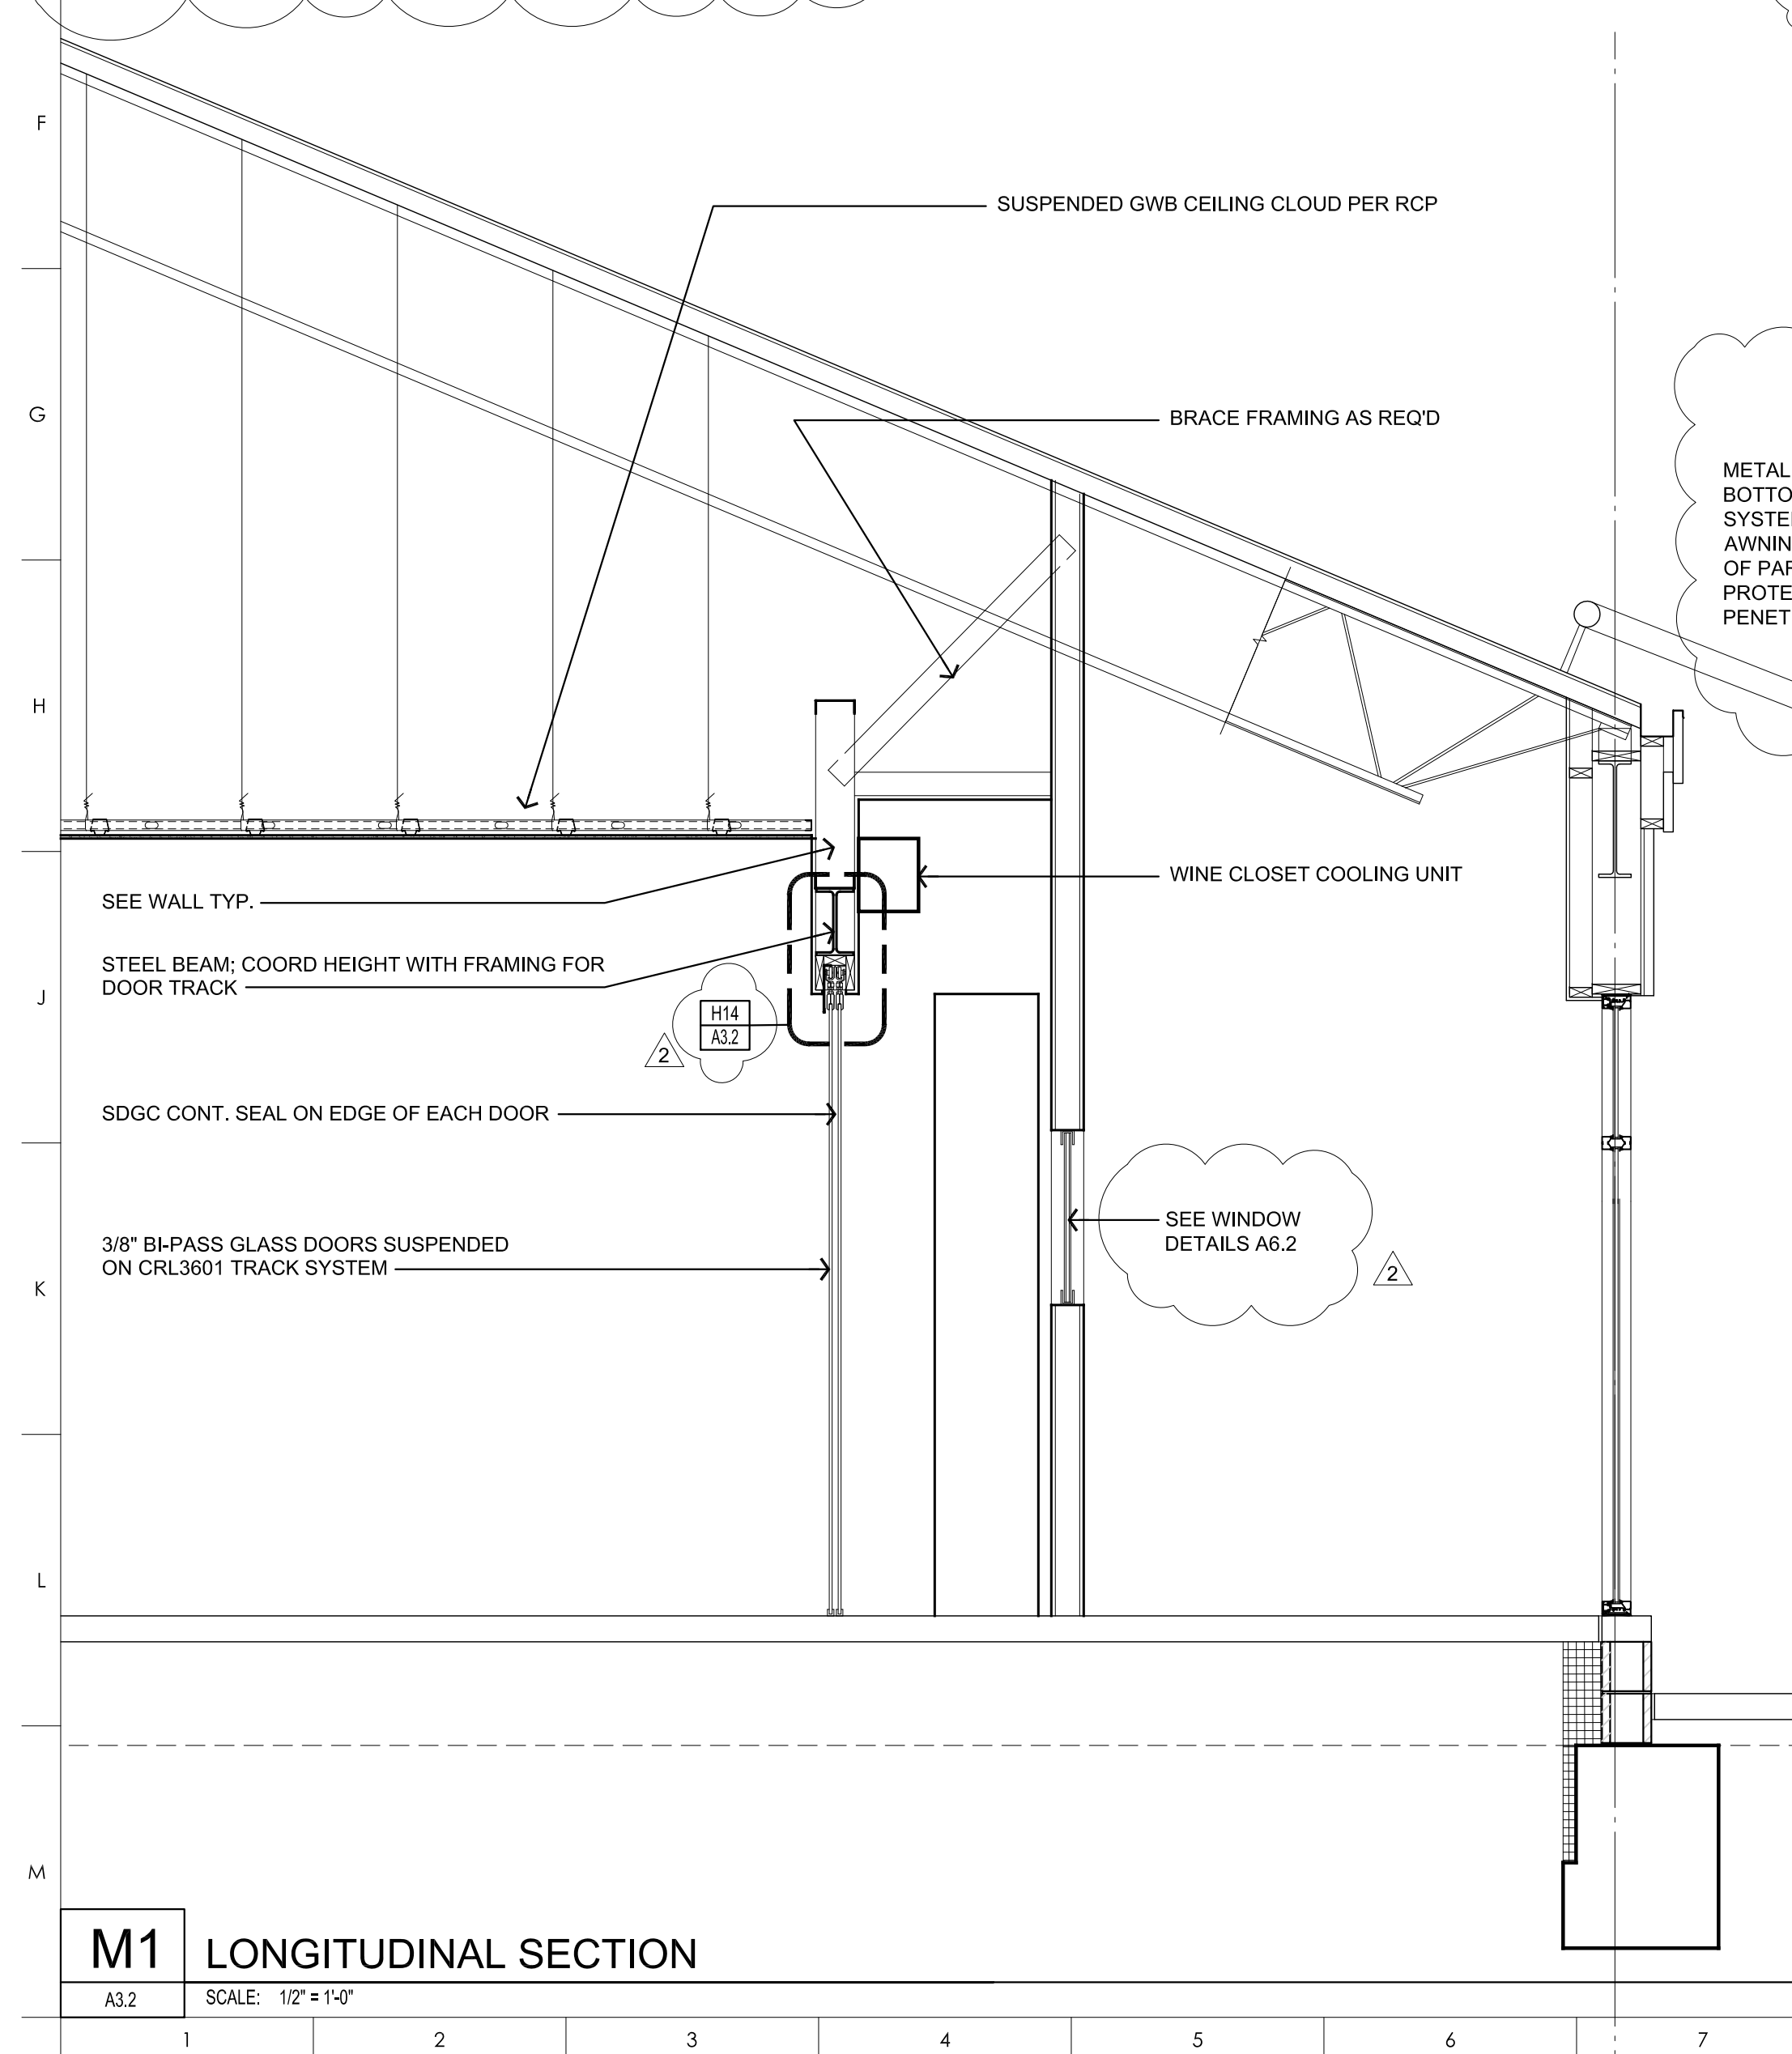 F
SUSPENDED GWB CEILING CLOUD PER RCP
G
BRACE FRAMING AS REQ'D
METAL
SYSTE
OF PAR
PROTE
PENET
H
WINE CLOSET COOLING UNIT
SEE WALL TYP.
STEEL BEAM; COORD HEIGHT WITH FRAMING FOR
DOOR TRACK
J
H14
A3.2
2
SDGC CONT. SEAL ON EDGE OF EACH DOOR
SEE WINDOW
DETAILS A6.2
2
3/8" BI-PASS GLASS DOORS SUSPENDED
ON CRL3601 TRACK SYSTEM
K
L
M
M1
LONGITUDINAL SECTION
A3.2
SCALE: 1/2" = 1'-0"
1 2 3 4 5 6 7